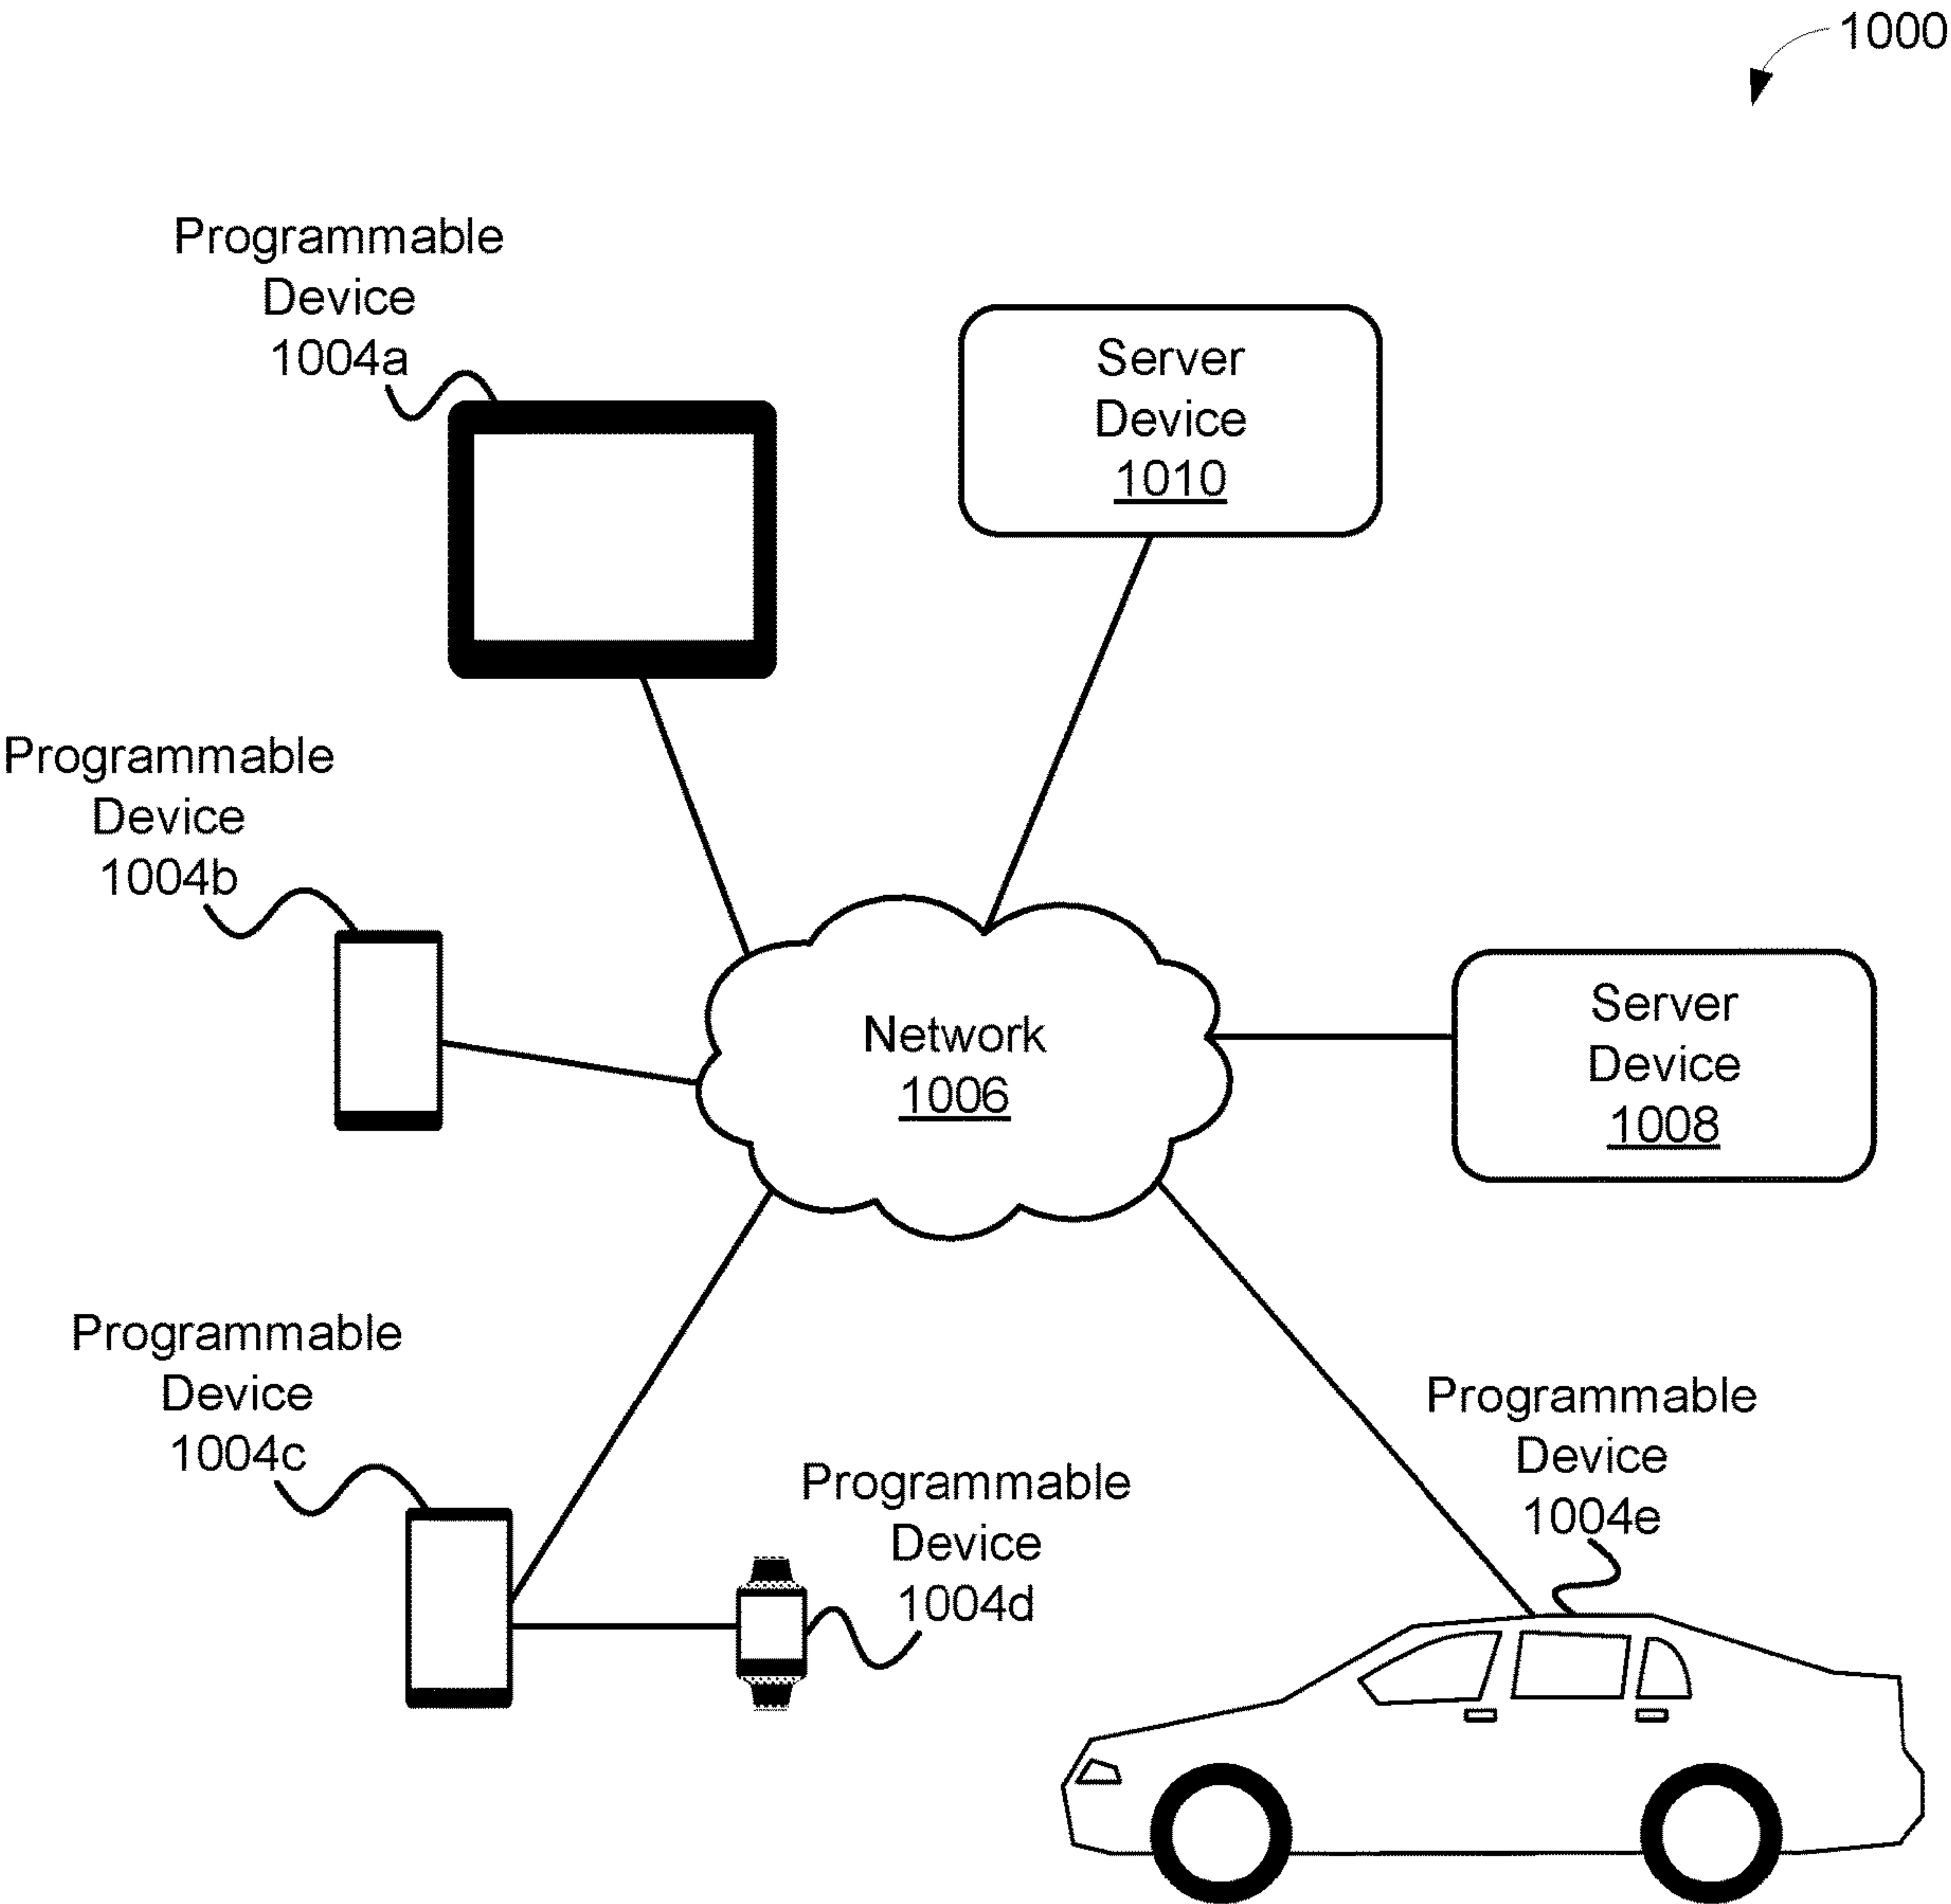 1000
Programmable
Device
1004a
Server
Device
1010
Programmable
Device
1004b
Network
1006
Server
Device
1008
Programmable
Device
1004c
Programmable
Device
1004d
Programmable
Device
1004e